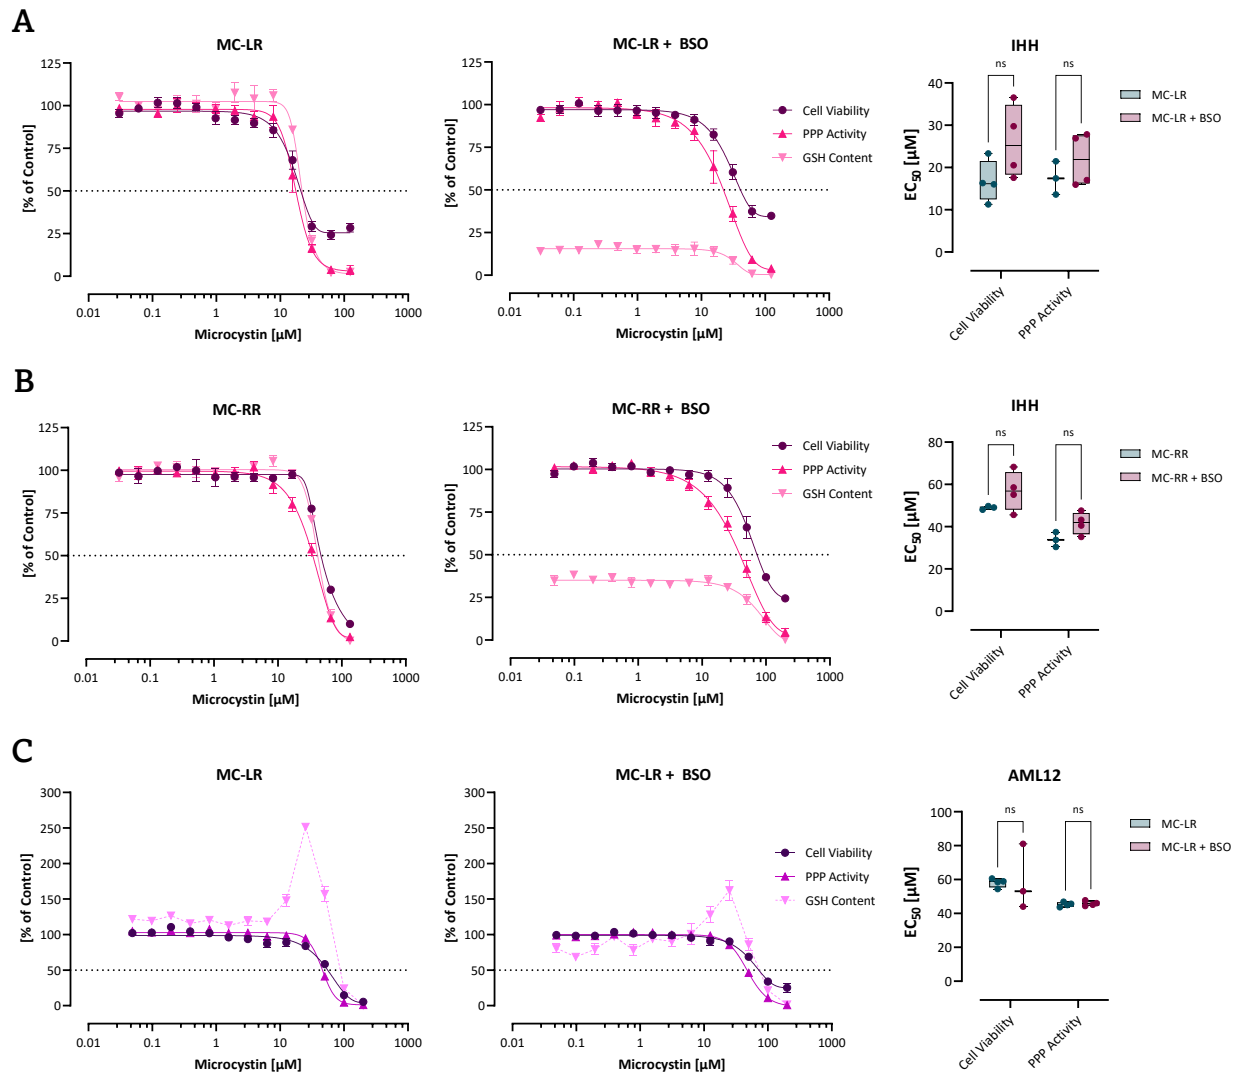 A
MC-LR
[% of Control]
125
100
75
50
25
0
0.01
0.1
1
10
100
1000
Microcystin [µM]
MC-LR + BSO
125
100
75
50
25
0
[% of Control]
0.01
0.1
1
10
100
1000
Microcystin [µM]
Cell Viability
PPP Activity
GSH Content
IHH
ns
ns
EC50 [µM]
40
30
20
10
0
Cell Viability
PPP Activity
MC-LR
MC-LR + BSO
B
MC-RR
[% of Control]
125
100
75
50
25
0
0.01
0.1
1
10
100
1000
Microcystin [µM]
MC-RR + BSO
[% of Control]
125
100
75
50
25
0
0.01
0.1
1
10
100
1000
Microcystin [µM]
Cell Viability
PPP Activity
GSH Content
IHH
ns
ns
EC50 [µM]
80
60
40
20
0
Cell Viability
PPP Activity
MC-RR
MC-RR + BSO
C
MC-LR
[% of Control]
300
250
200
150
100
50
0
0.01
0.1
1
10
100
1000
Microcystin [µM]
MC-LR + BSO
[% of Control]
300
250
200
150
100
50
0
0.01
0.1
1
10
100
1000
Microcystin [µM]
Cell Viability
PPP Activity
GSH Content
AML12
ns
ns
EC50 [µM]
100
80
60
40
20
0
Cell Viability
PPP Activity
MC-LR
MC-LR + BSO